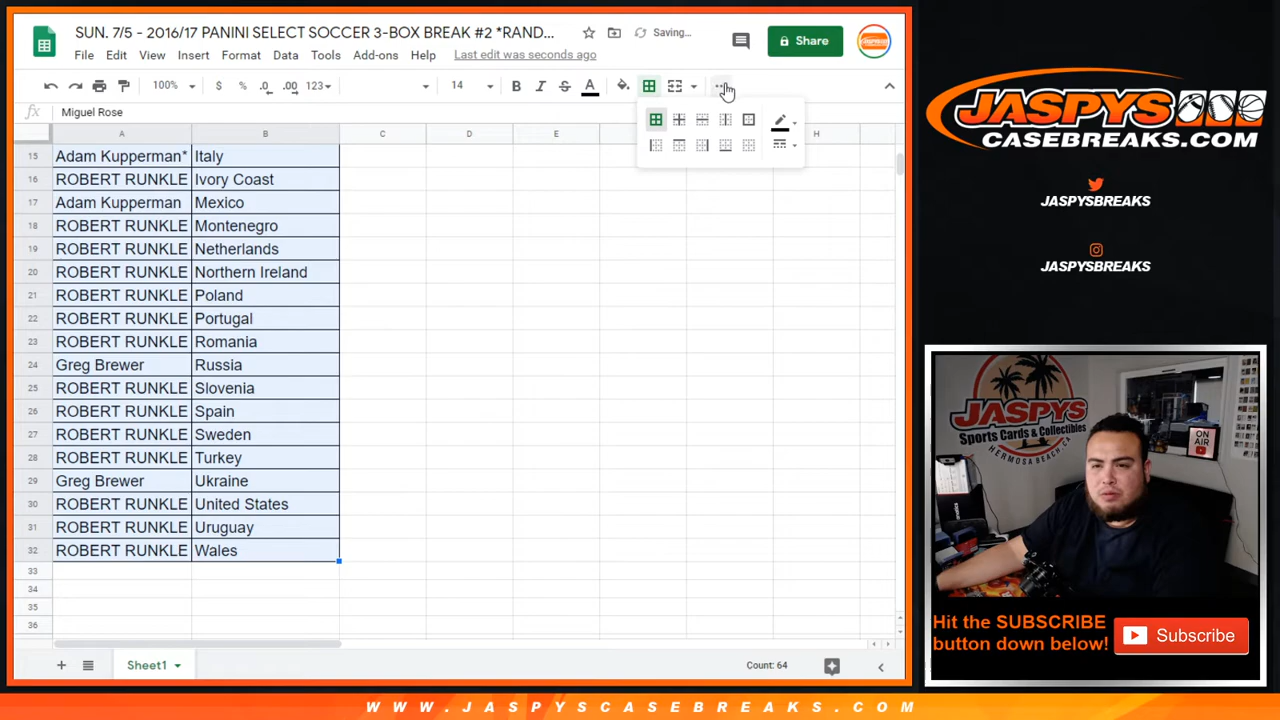 SUN. 7/5 - 2016/17 PANINI SELECT SOCCER 3-BOX BREAK #2 *RAND...
Saving...
Share
File Edit View Insert Format Data Tools Add-ons Help Last edit was seconds ago
100% $ % .0 .00 123 14 B I S A
fx Miguel Rose
A B C D E H
15 Adam Kupperman* Italy
16 ROBERT RUNKLE Ivory Coast
17 Adam Kupperman Mexico
18 ROBERT RUNKLE Montenegro
19 ROBERT RUNKLE Netherlands
20 ROBERT RUNKLE Northern Ireland
21 ROBERT RUNKLE Poland
22 ROBERT RUNKLE Portugal
23 ROBERT RUNKLE Romania
24 Greg Brewer Russia
25 ROBERT RUNKLE Slovenia
26 ROBERT RUNKLE Spain
27 ROBERT RUNKLE Sweden
28 ROBERT RUNKLE Turkey
29 Greg Brewer Ukraine
30 ROBERT RUNKLE United States
31 ROBERT RUNKLE Uruguay
32 ROBERT RUNKLE Wales
33
34
35
36
Sheet1
Count: 64
JASPYS
CASEBREAKS.COM
JASPYSBREAKS
JASPYSBREAKS
JASPYS
Sports Cards & Collectibles
HERMOSA BEACH, CA
ON AIR
Hit the SUBSCRIBE
button down below!
Subscribe
WWW.JASPYSCASEBREAKS.COM